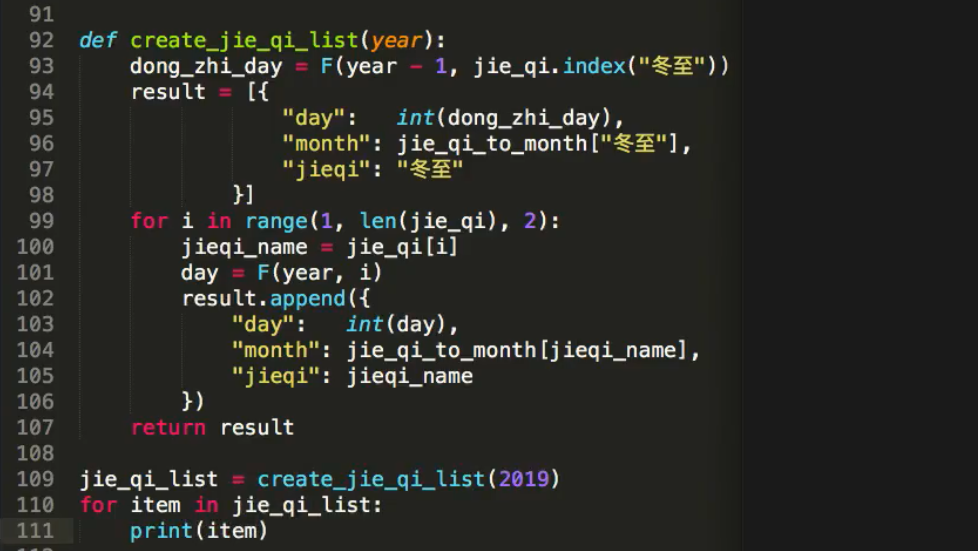 91
92 def create_jie_qi_list(year):
93     dong_zhi_day = F(year - 1, jie_qi.index("冬至"))
94     result = [{
95                 "day":   int(dong_zhi_day),
96                 "month": jie_qi_to_month["冬至"],
97                 "jieqi": "冬至"
98             }]
99     for i in range(1, len(jie_qi), 2):
100         jieqi_name = jie_qi[i]
101         day = F(year, i)
102         result.append({
103             "day":   int(day),
104             "month": jie_qi_to_month[jieqi_name],
105             "jieqi": jieqi_name
106         })
107     return result
108
109 jie_qi_list = create_jie_qi_list(2019)
110 for item in jie_qi_list:
111     print(item)